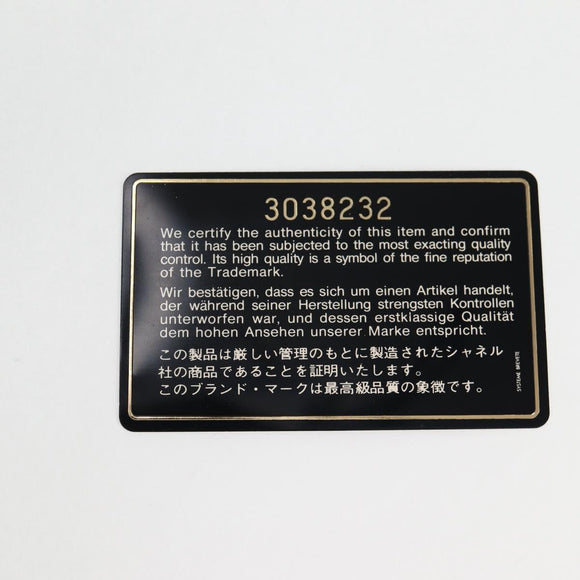 3038232
We certify the authenticity of this item and confirm
that it has been subjected to the most exacting quality
control. Its high quality is a symbol of the fine reputation
of the Trademark.
Wir bestätigen, dass es sich um einen Artikel handelt,
der während seiner Herstellung strengsten Kontrollen
unterworfen war, und dessen erstklassige Qualität
dem hohen Ansehen unserer Marke entspricht.
この製品は厳しい管理のもとに製造されたシャネル
社の商品であることを証明いたします。
このブランド・マークは最高級品質の象徴です。
SYSTEME BREVETE